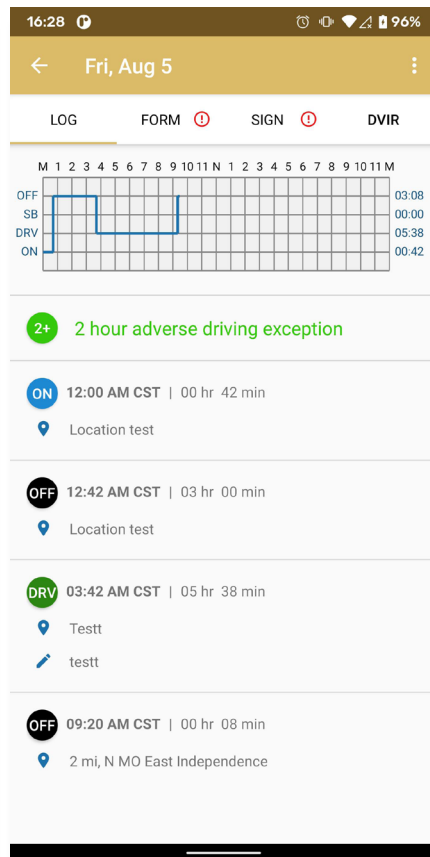 16:28 96%
Fri, Aug 5
LOG FORM SIGN DVIR
M 1 2 3 4 5 6 7 8 9 10 11 N 1 2 3 4 5 6 7 8 9 10 11 M
OFF 03:08
SB 00:00
DRV 05:38
ON 00:42
2+ 2 hour adverse driving exception
ON 12:00 AM CST | 00 hr 42 min
Location test
OFF 12:42 AM CST | 03 hr 00 min
Location test
DRV 03:42 AM CST | 05 hr 38 min
Testt
testt
OFF 09:20 AM CST | 00 hr 08 min
2 mi, N MO East Independence